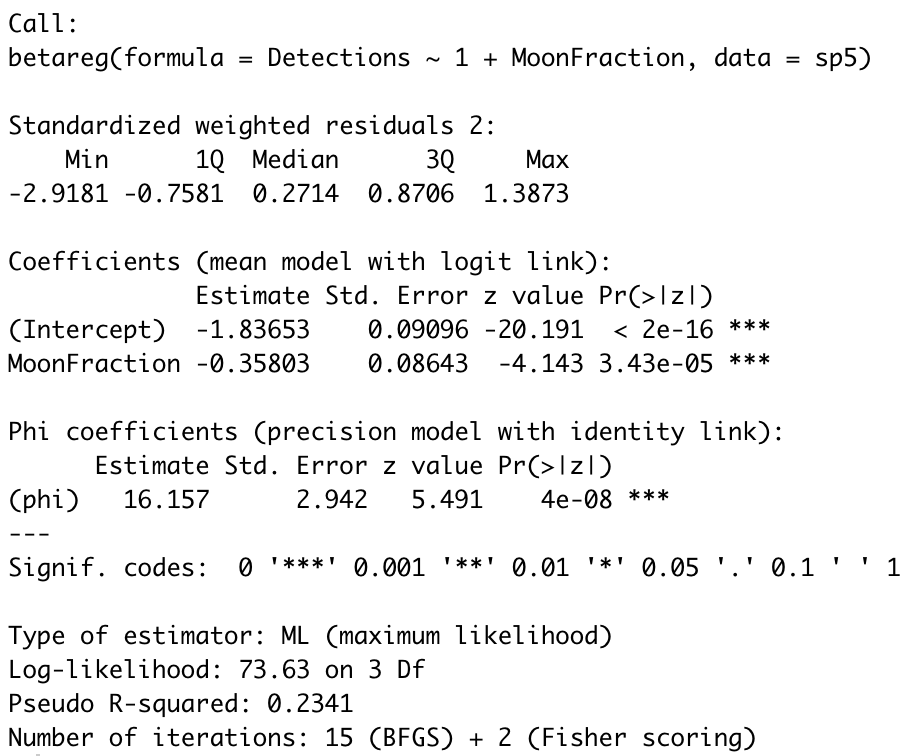 Call:
betareg(formula = Detections ~ 1 + MoonFraction, data = sp5)
Standardized weighted residuals 2:
    Min      1Q  Median      3Q     Max
-2.9181 -0.7581  0.2714  0.8706  1.3873
Coefficients (mean model with logit link):
             Estimate Std. Error z value Pr(>|z|)
(Intercept)  -1.83653    0.09096 -20.191  < 2e-16 ***
MoonFraction -0.35803    0.08643  -4.143 3.43e-05 ***
Phi coefficients (precision model with identity link):
      Estimate Std. Error z value Pr(>|z|)
(phi)   16.157      2.942   5.491    4e-08 ***
---
Signif. codes:  0 '***' 0.001 '**' 0.01 '*' 0.05 '.' 0.1 ' ' 1
Type of estimator: ML (maximum likelihood)
Log-likelihood: 73.63 on 3 Df
Pseudo R-squared: 0.2341
Number of iterations: 15 (BFGS) + 2 (Fisher scoring)